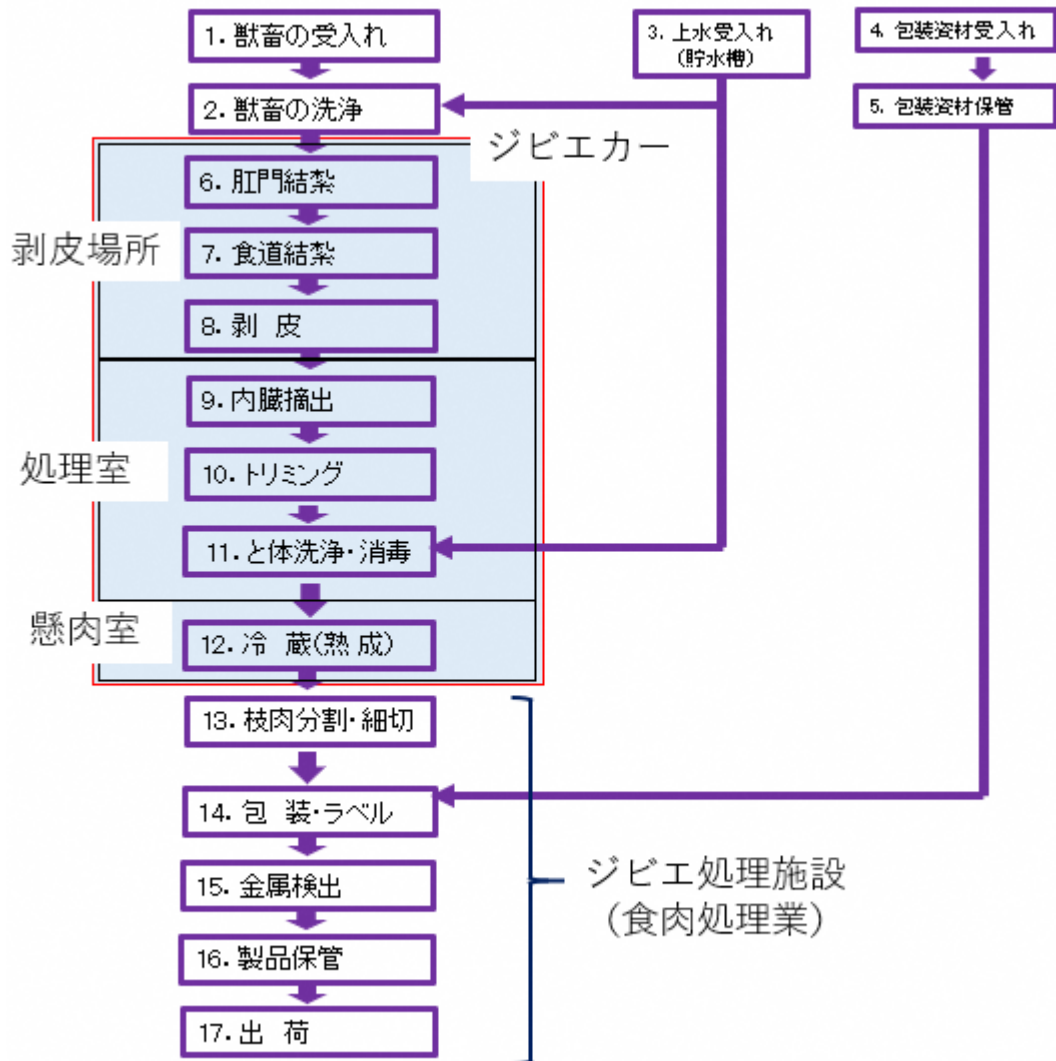 1. 獣畜の受入れ
3. 上水受入れ
(貯水槽)
4. 包装資材受入れ
2. 獣畜の洗浄
5. 包装資材保管
ジビエカー
6. 肛門結紮
剥皮場所
7. 食道結紮
8. 剥 皮
9. 内臓摘出
処理室
10. トリミング
11. と体洗浄・消毒
懸肉室
12. 冷 蔵(熟 成)
13. 枝肉分割・細切
14. 包 装・ラベル
15. 金属検出
ジビエ処理施設
(食肉処理業)
16. 製品保管
17. 出 荷